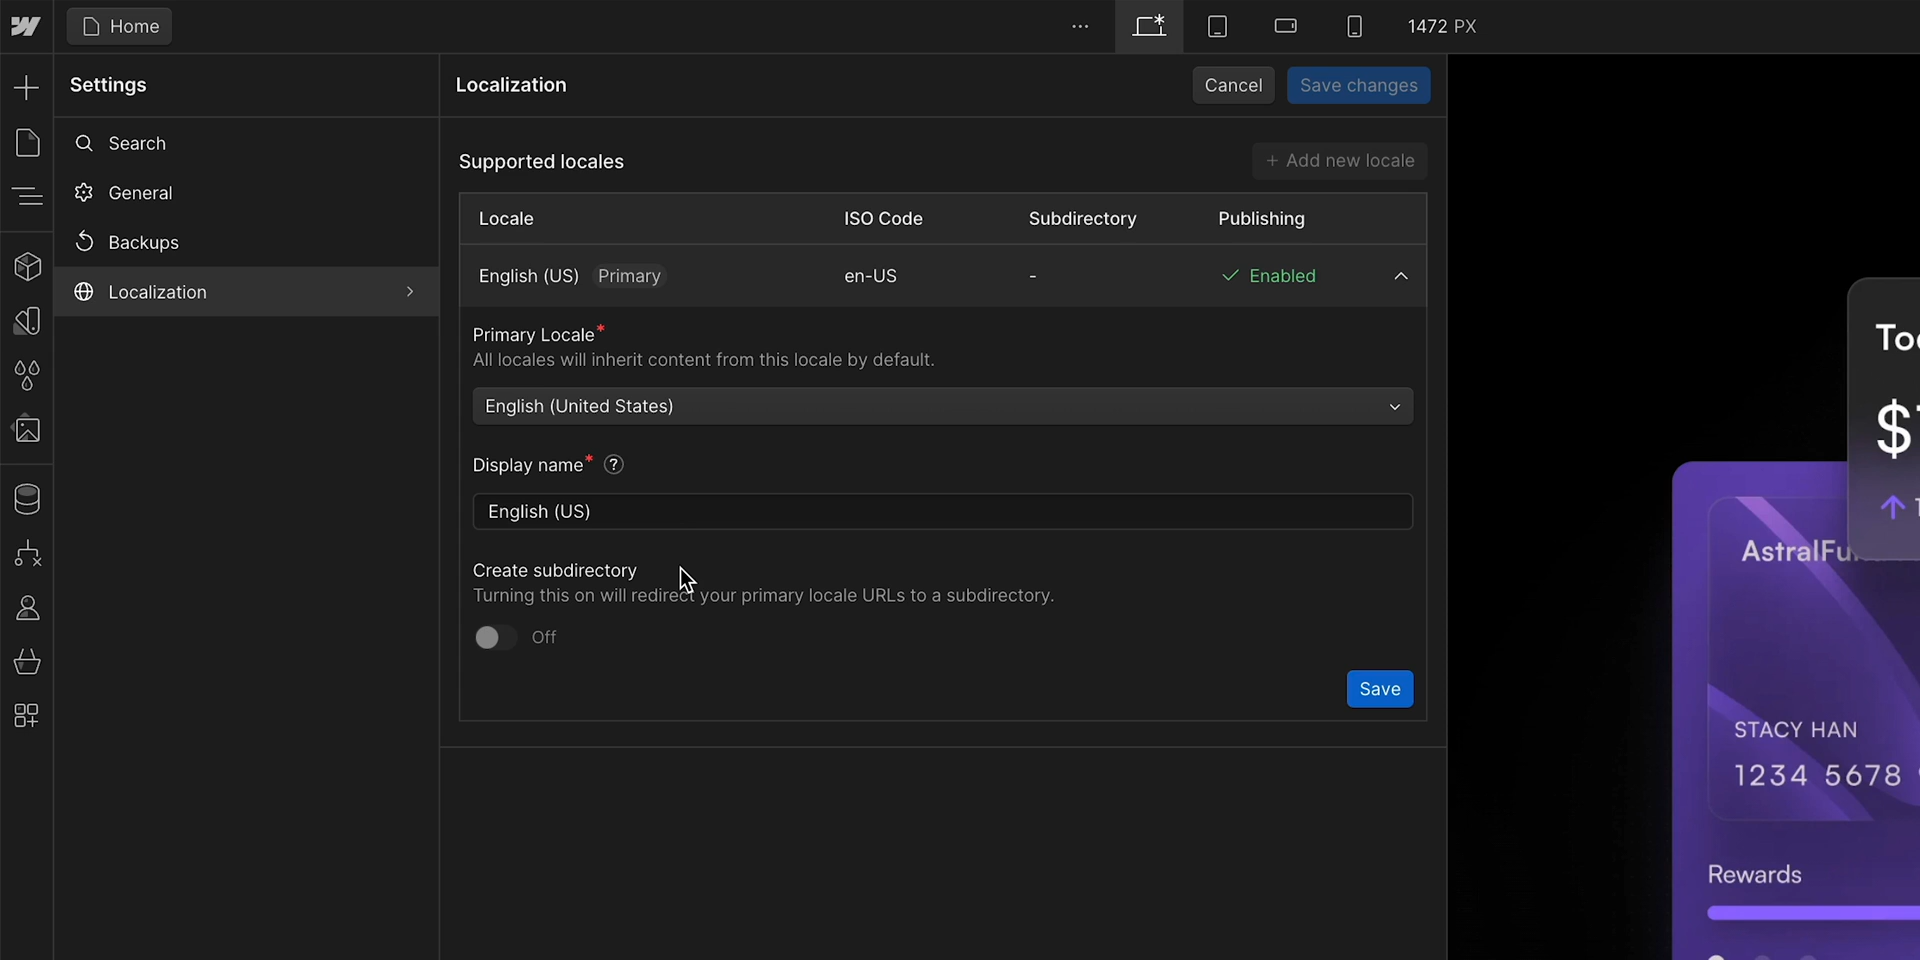 Home
1472 PX
Settings
Search
General
Backups
Localization
Localization
Cancel
Save changes
Supported locales
+ Add new locale
Locale
ISO Code
Subdirectory
Publishing
English (US)
Primary
en-US
-
Enabled
Primary Locale*
All locales will inherit content from this locale by default.
English (United States)
Display name* ?
English (US)
Create subdirectory
Turning this on will redirect your primary locale URLs to a subdirectory.
Off
Save
$
STACY HAN
1234 5678
Rewards